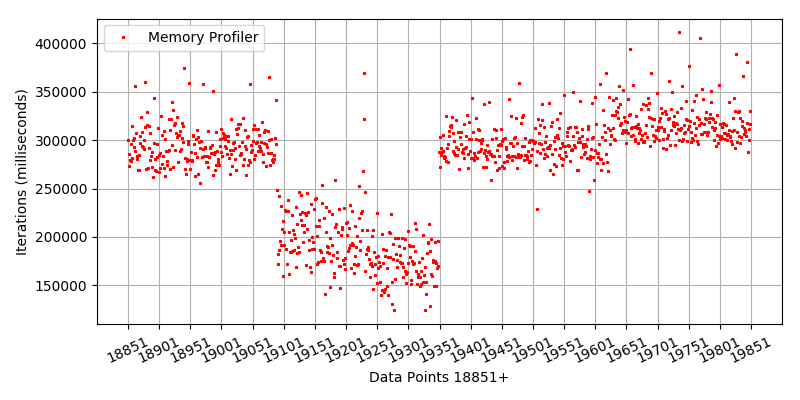 Memory Profiler
400000
350000
300000
250000
200000
150000
Iterations (milliseconds)
18851 18901 18951 19001 19051 19101 19151 19201 19251 19301 19351 19401 19451 19501 19551 19601 19651 19701 19751 19801 19851
Data Points 18851+